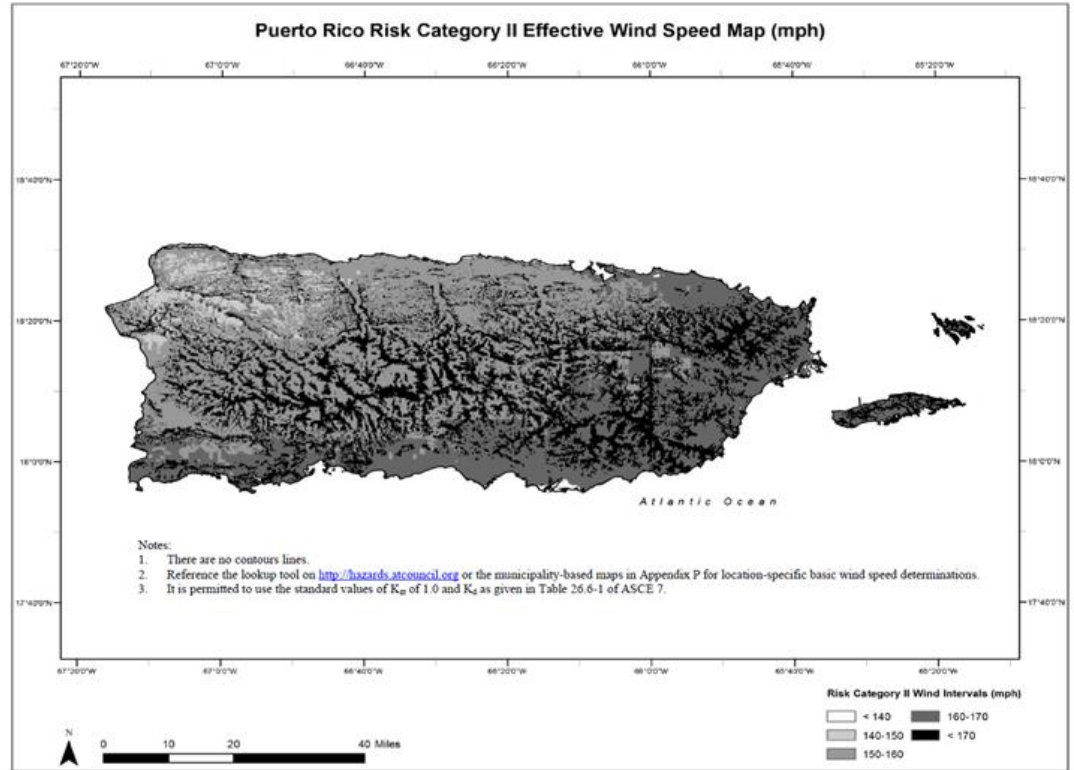 Puerto Rico Risk Category II Effective Wind Speed Map (mph)
67°20'0"W 67°0'0"W 66°40'0"W 66°20'0"W 66°0'0"W 65°40'0"W 65°20'0"W
18°40'0"N 18°40'0"N
18°20'0"N 18°20'0"N
18°0'0"N 18°0'0"N
Atlantic Ocean
Notes:
1. There are no contours lines.
2. Reference the lookup tool on http://hazards.atcouncil.org or the municipality-based maps in Appendix P for location-specific basic wind speed determinations.
3. It is permitted to use the standard values of Kzt of 1.0 and Kd as given in Table 26.6-1 of ASCE 7.
17°40'0"N 17°40'0"N
67°20'0"W 67°0'0"W 66°40'0"W 66°20'0"W 66°0'0"W 65°40'0"W 65°20'0"W
Risk Category II Wind Intervals (mph)
< 140 160-170
140-150 < 170
150-160
N
0 10 20 40 Miles